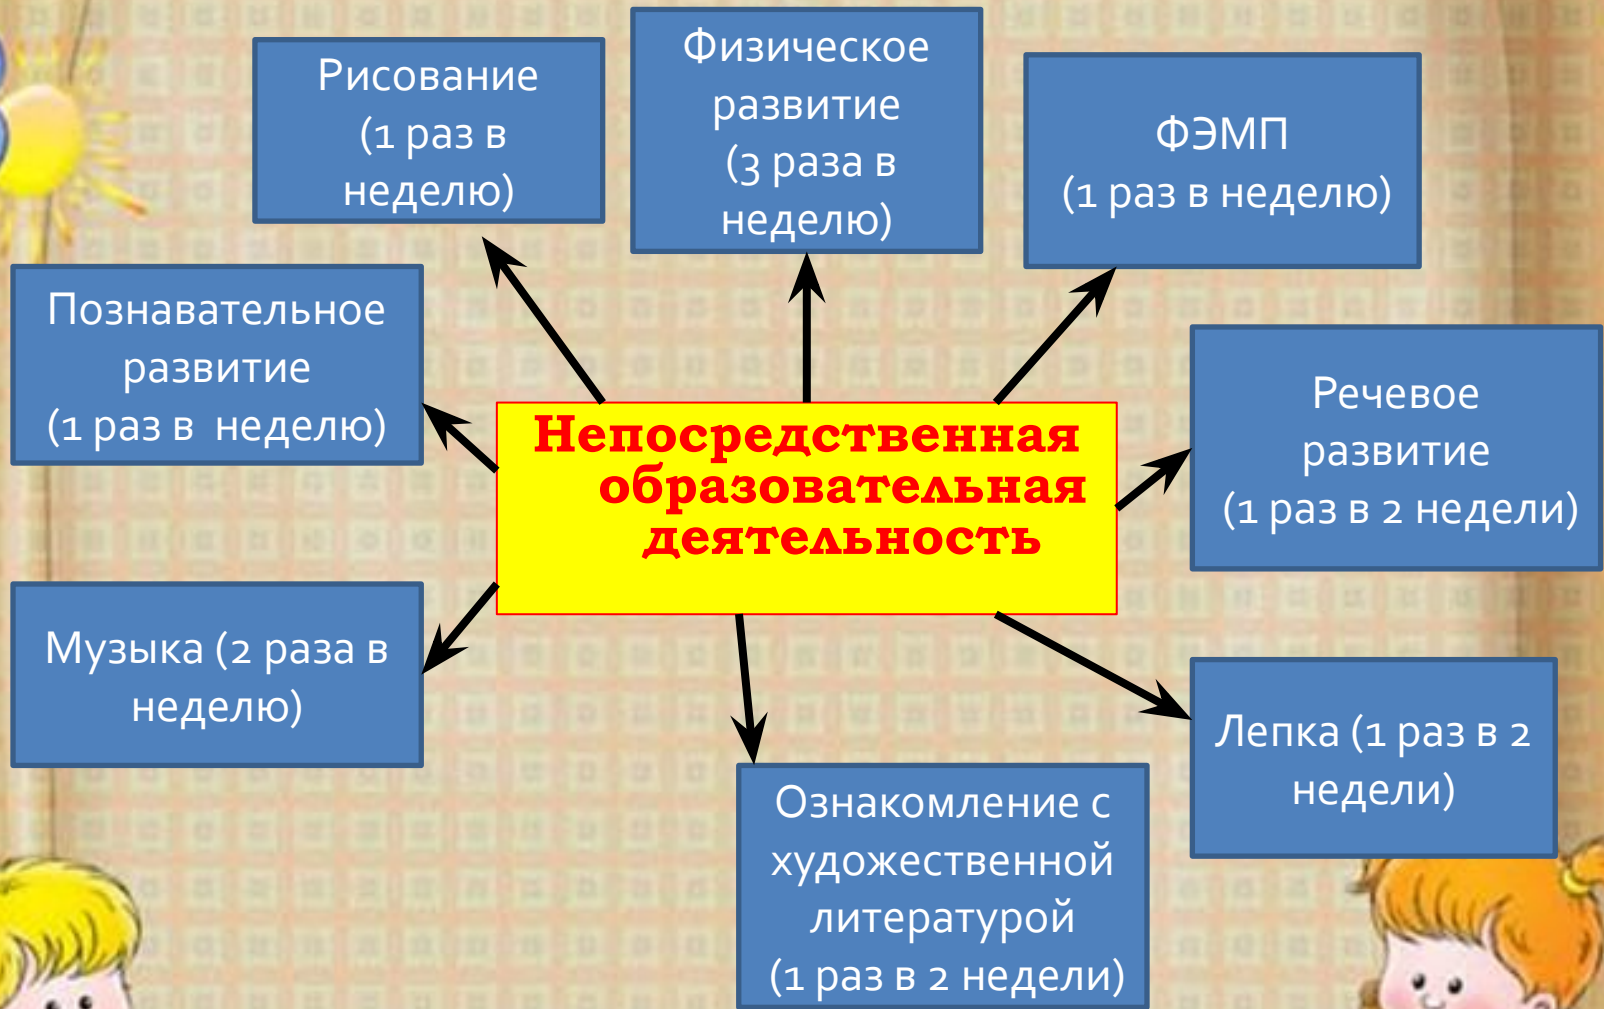 Рисование
(1 раз в
неделю)
Физическое
развитие
(3 раза в
неделю)
ФЭМП
(1 раз в неделю)
Познавательное
развитие
(1 раз в  неделю)
Непосредственная
образовательная
деятельность
Речевое
развитие
(1 раз в 2 недели)
Музыка (2 раза в
неделю)
Лепка (1 раз в 2
недели)
Ознакомление с
художественной
литературой
(1 раз в 2 недели)